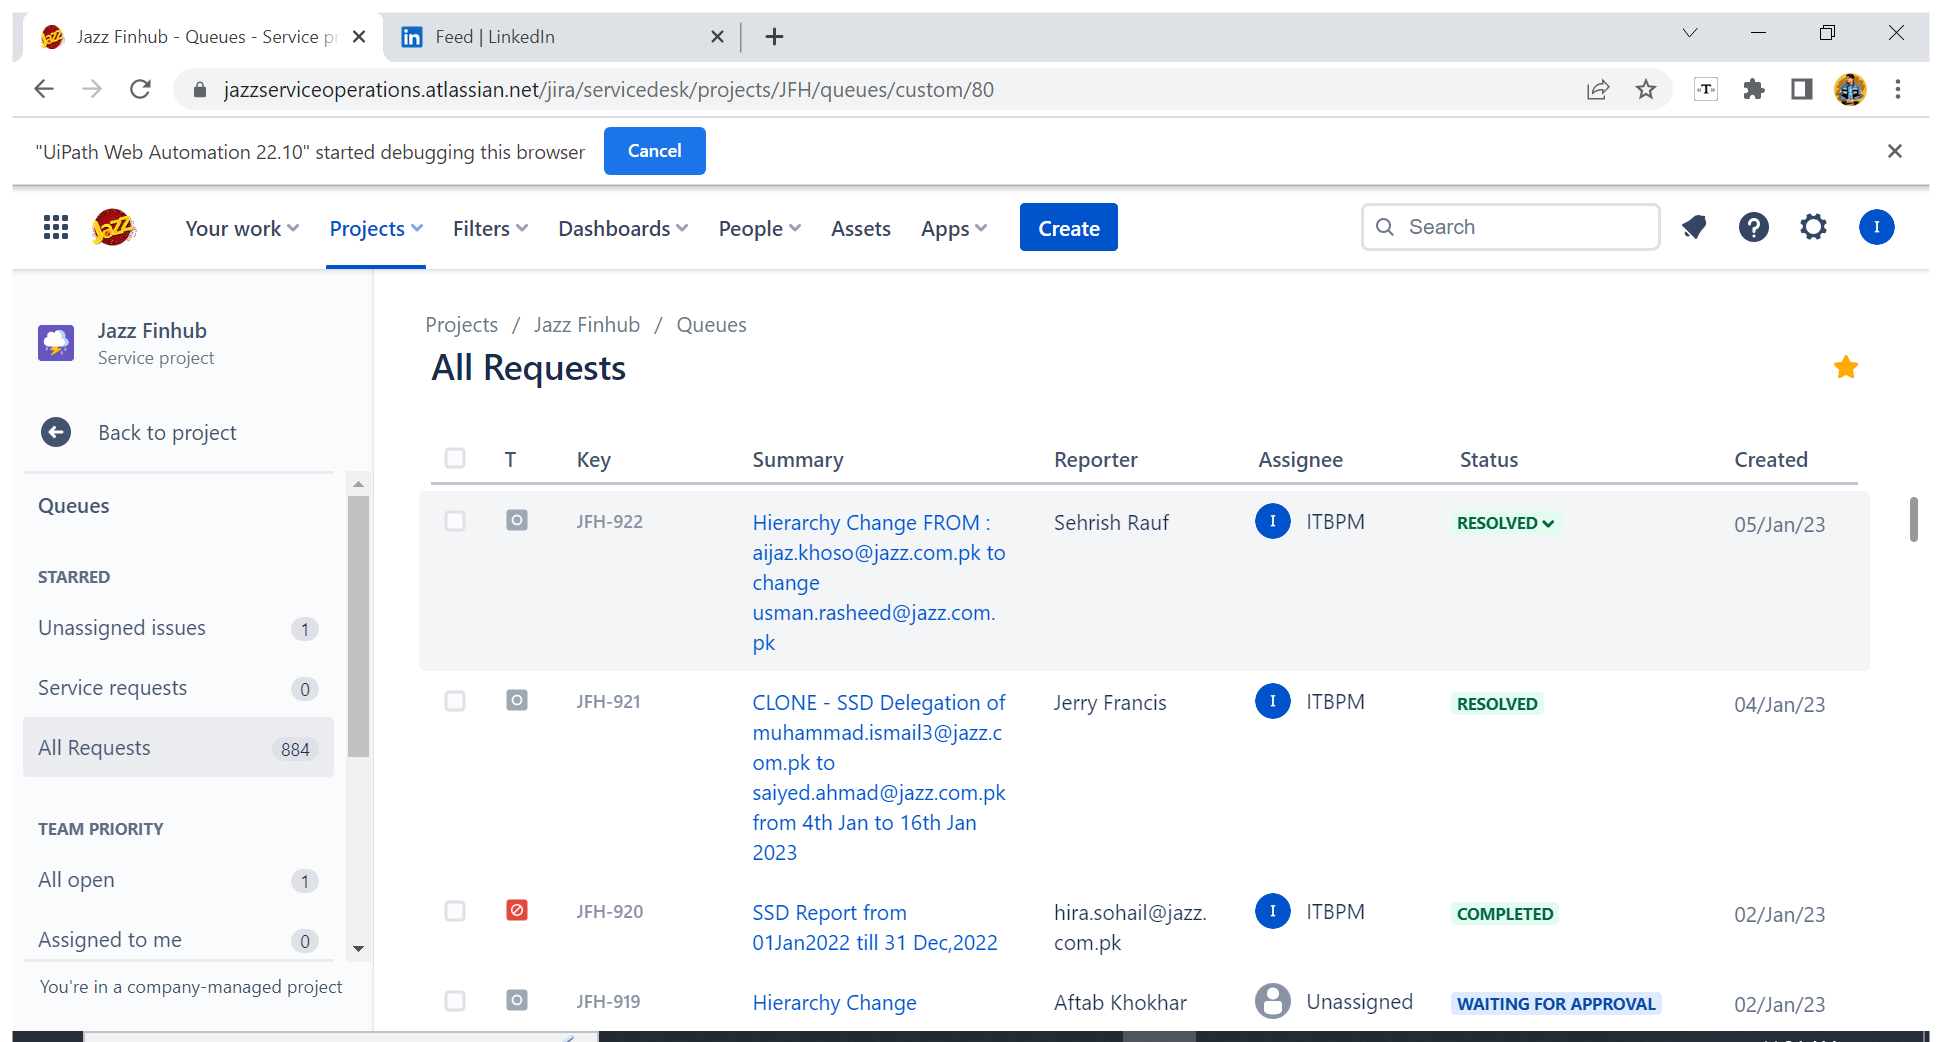 Jazz Finhub - Queues - Service pr
Feed | LinkedIn
jazzserviceoperations.atlassian.net/jira/servicedesk/projects/JFH/queues/custom/80
"UiPath Web Automation 22.10" started debugging this browser
Cancel
Jazz
Your work
Projects
Filters
Dashboards
People
Assets
Apps
Create
Search
I
Jazz Finhub
Service project
Back to project
Queues
STARRED
Unassigned issues 1
Service requests 0
All Requests 884
TEAM PRIORITY
All open 1
Assigned to me 0
You're in a company-managed project
Projects / Jazz Finhub / Queues
All Requests
T Key Summary Reporter Assignee Status Created
JFH-922
Hierarchy Change FROM :
aijaz.khoso@jazz.com.pk to
change
usman.rasheed@jazz.com.
pk
Sehrish Rauf
I ITBPM
RESOLVED
05/Jan/23
JFH-921
CLONE - SSD Delegation of
muhammad.ismail3@jazz.c
om.pk to
saiyed.ahmad@jazz.com.pk
from 4th Jan to 16th Jan
2023
Jerry Francis
I ITBPM
RESOLVED
04/Jan/23
JFH-920
SSD Report from
01Jan2022 till 31 Dec,2022
hira.sohail@jazz.
com.pk
I ITBPM
COMPLETED
02/Jan/23
JFH-919
Hierarchy Change
Aftab Khokhar
Unassigned
WAITING FOR APPROVAL
02/Jan/23